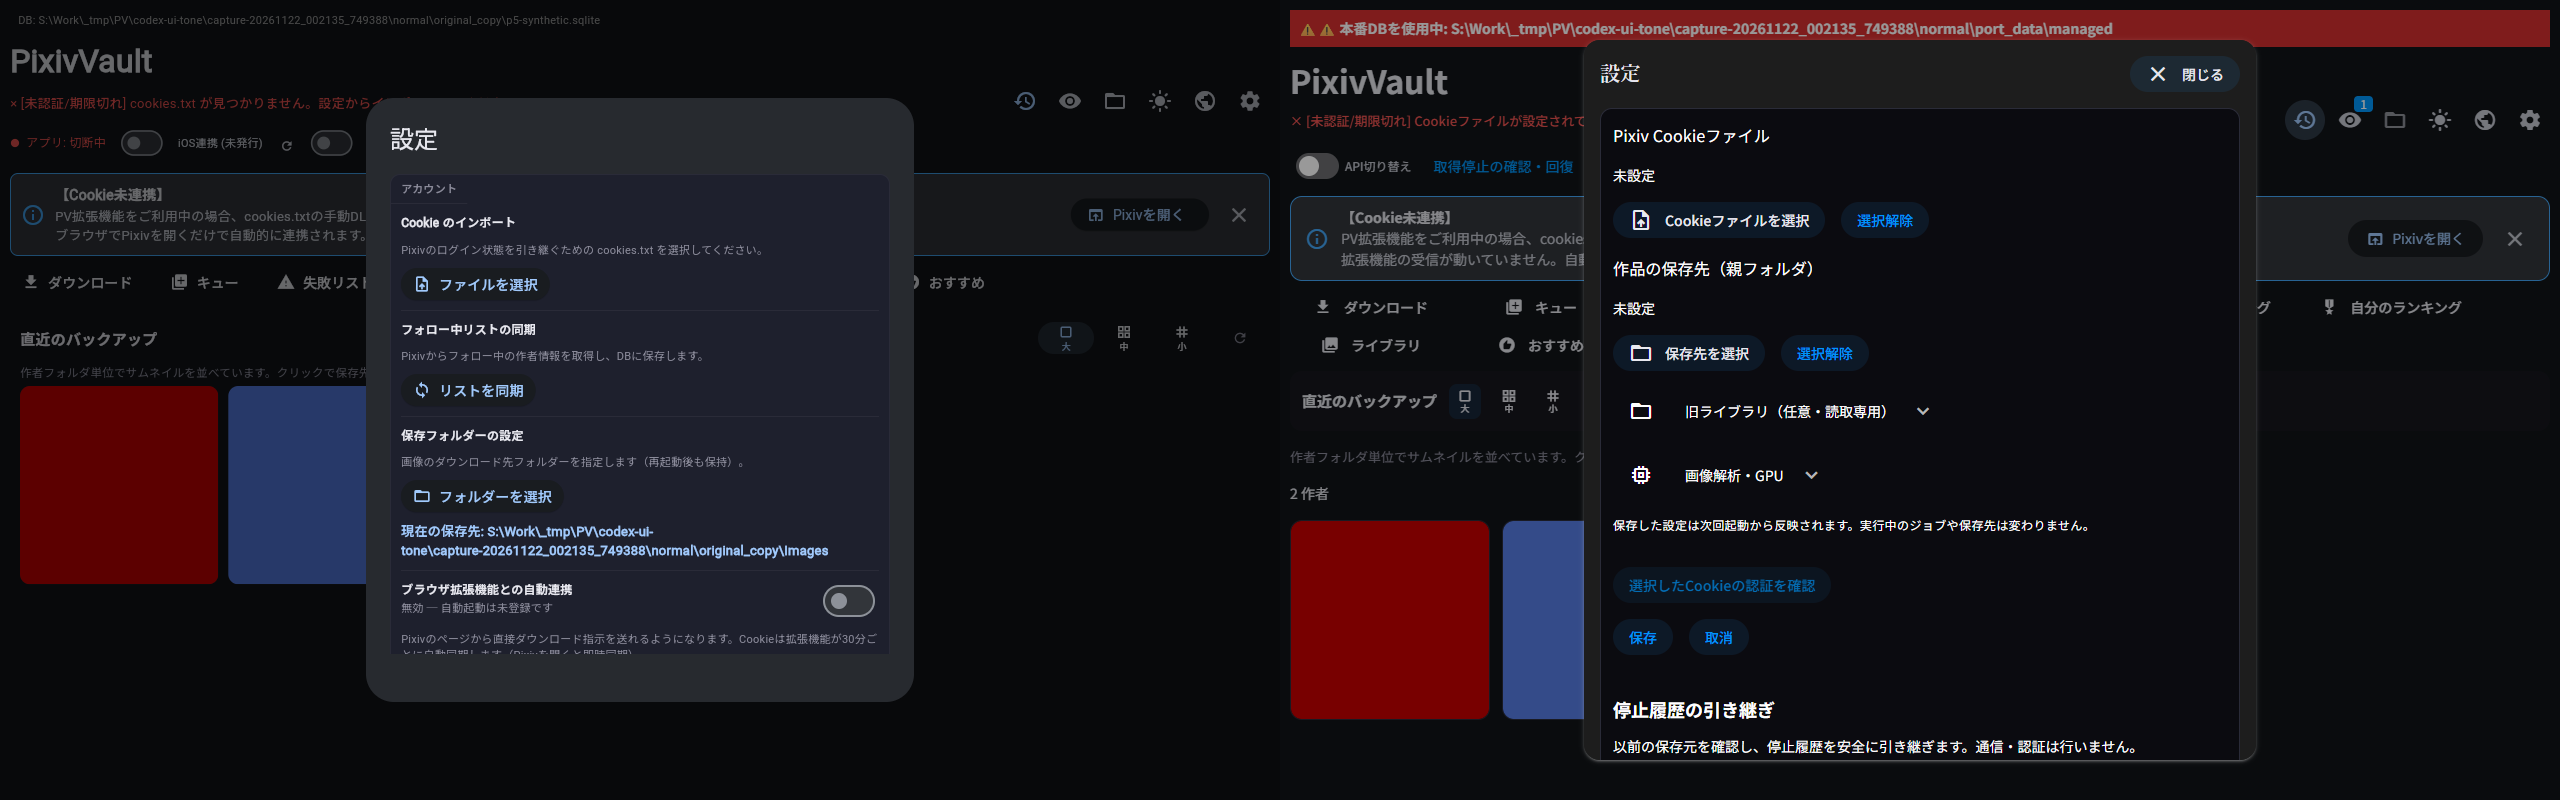 DB: S:\Work\_tmp\PV\codex-ui-tone\capture-20261122_002135_749388\normal\original_copy\p5-synthetic.sqlite
PixivVault
× [未認証/期限切れ] cookies.txt が見つかりません。設定から
アプリ: 切断中
iOS連携 (未発行)
【Cookie未連携】
PV拡張機能をご利用中の場合、cookies.txtの手動DL
ブラウザでPixivを開くだけで自動的に連携されます。
Pixivを開く
ダウンロード
キュー
失敗リスト
おすすめ
直近のバックアップ
大
中
小
作者フォルダ単位でサムネイルを並べています。クリックで保存先
設定
アカウント
Cookie のインポート
Pixivのログイン状態を引き継ぐための cookies.txt を選択してください。
ファイルを選択
フォロー中リストの同期
Pixivからフォロー中の作者情報を取得し、DBに保存します。
リストを同期
保存フォルダーの設定
画像のダウンロード先フォルダーを指定します（再起動後も保持）。
フォルダーを選択
現在の保存先: S:\Work\_tmp\PV\codex-ui-
tone\capture-20261122_002135_749388\normal\original_copy\images
ブラウザ拡張機能との自動連携
無効 — 自動起動は未登録です
Pixivのページから直接ダウンロード指示を送れるようになります。Cookieは拡張機能が30分ご
とに自動同期します（Pixivを開くと即時同期）
本番DBを使用中: S:\Work\_tmp\PV\codex-ui-tone\capture-20261122_002135_749388\normal\port_data\managed
PixivVault
× [未認証/期限切れ] Cookieファイルが設定されて
API切り替え
取得停止の確認・回復
1
【Cookie未連携】
PV拡張機能をご利用中の場合、cookie
拡張機能の受信が動いていません。自
Pixivを開く
ダウンロード
キュー
グ
自分のランキング
ライブラリ
おすすめ
直近のバックアップ
大
中
小
作者フォルダ単位でサムネイルを並べています。ク
2 作者
設定
閉じる
Pixiv Cookieファイル
未設定
Cookieファイルを選択
選択解除
作品の保存先（親フォルダ）
未設定
保存先を選択
選択解除
旧ライブラリ（任意・読取専用）
画像解析・GPU
保存した設定は次回起動から反映されます。実行中のジョブや保存先は変わりません。
選択したCookieの認証を確認
保存
取消
停止履歴の引き継ぎ
以前の保存元を確認し、停止履歴を安全に引き継ぎます。通信・認証は行いません。